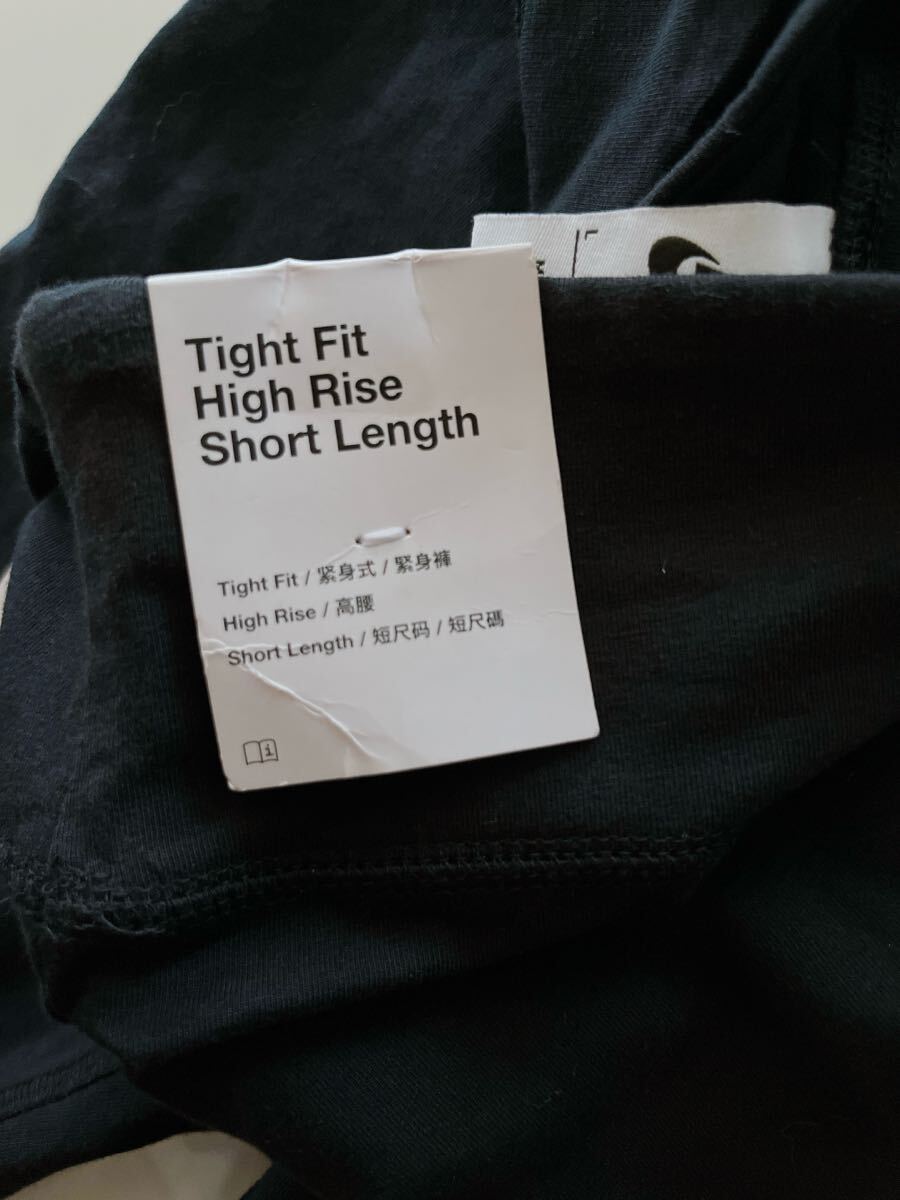 Tight Fit
High Rise
Short Length
Tight Fit / 紧身式 / 緊身褲
High Rise / 高腰
Short Length / 短尺码 / 短尺碼
i